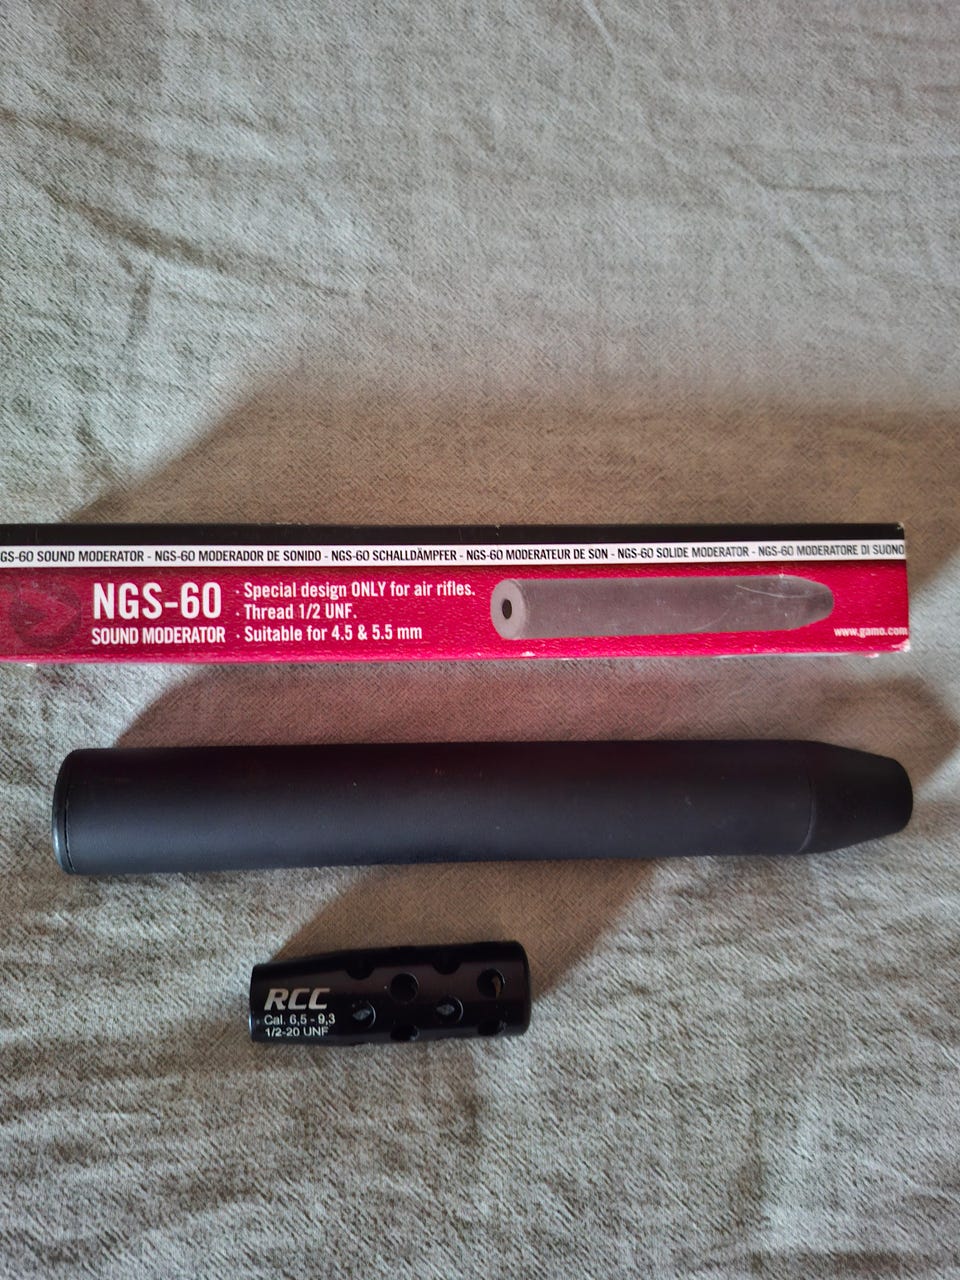 GS-60 SOUND MODERATOR - NGS-60 MODERADOR DE SONIDO - NGS-60 SCHALLDÄMPFER - NGS-60 MODERATEUR DE SON - NGS-60 SOLIDE MODERATOR - NGS-60 MODERATORE DI SUONO
NGS-60
SOUND MODERATOR
· Special design ONLY for air rifles.
· Thread 1/2 UNF.
· Suitable for 4.5 & 5.5 mm
www.gamo.com
RCC
Cal. 6,5 - 9,3
1/2-20 UNF